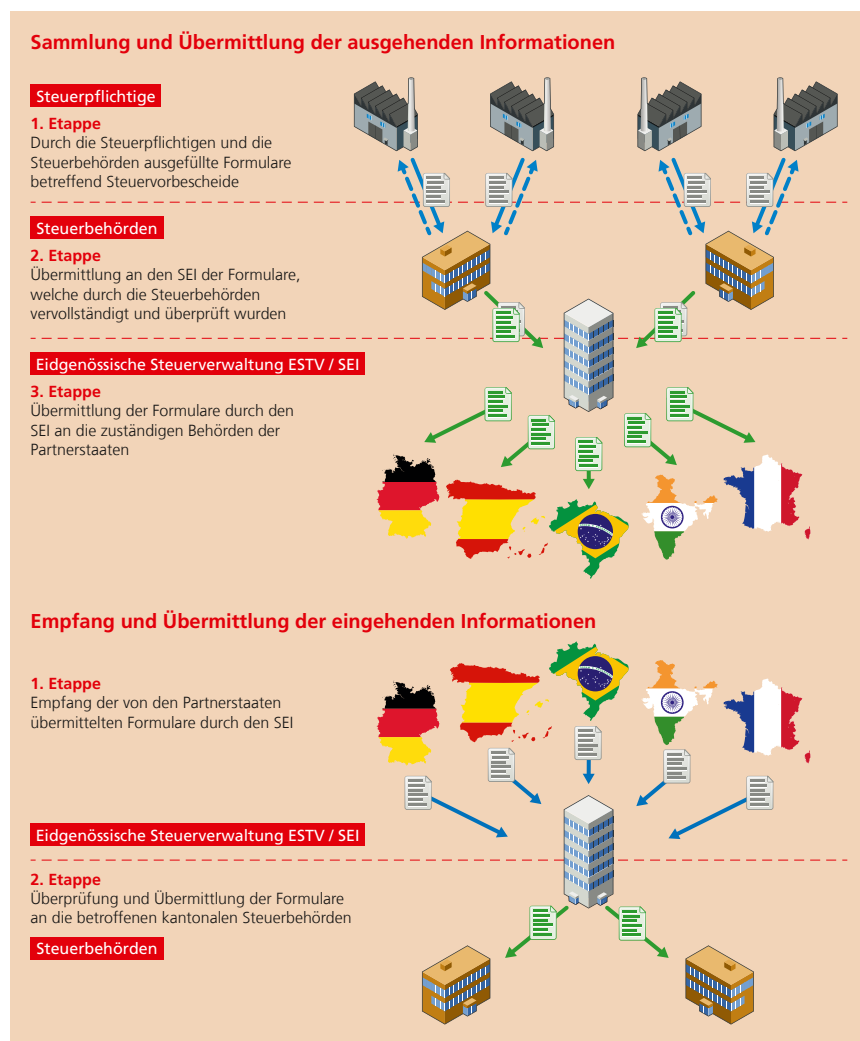 Sammlung und Übermittlung der ausgehenden Informationen
Steuerpflichtige
1. Etappe
Durch die Steuerpflichtigen und die
Steuerbehörden ausgefüllte Formulare
betreffend Steuervorbescheide
Steuerbehörden
2. Etappe
Übermittlung an den SEI der Formulare,
welche durch die Steuerbehörden
vervollständigt und überprüft wurden
Eidgenössische Steuerverwaltung ESTV / SEI
3. Etappe
Übermittlung der Formulare durch den
SEI an die zuständigen Behörden der
Partnerstaaten
Empfang und Übermittlung der eingehenden Informationen
1. Etappe
Empfang der von den Partnerstaaten
übermittelten Formulare durch den SEI
Eidgenössische Steuerverwaltung ESTV / SEI
2. Etappe
Überprüfung und Übermittlung der Formulare
an die betroffenen kantonalen Steuerbehörden
Steuerbehörden